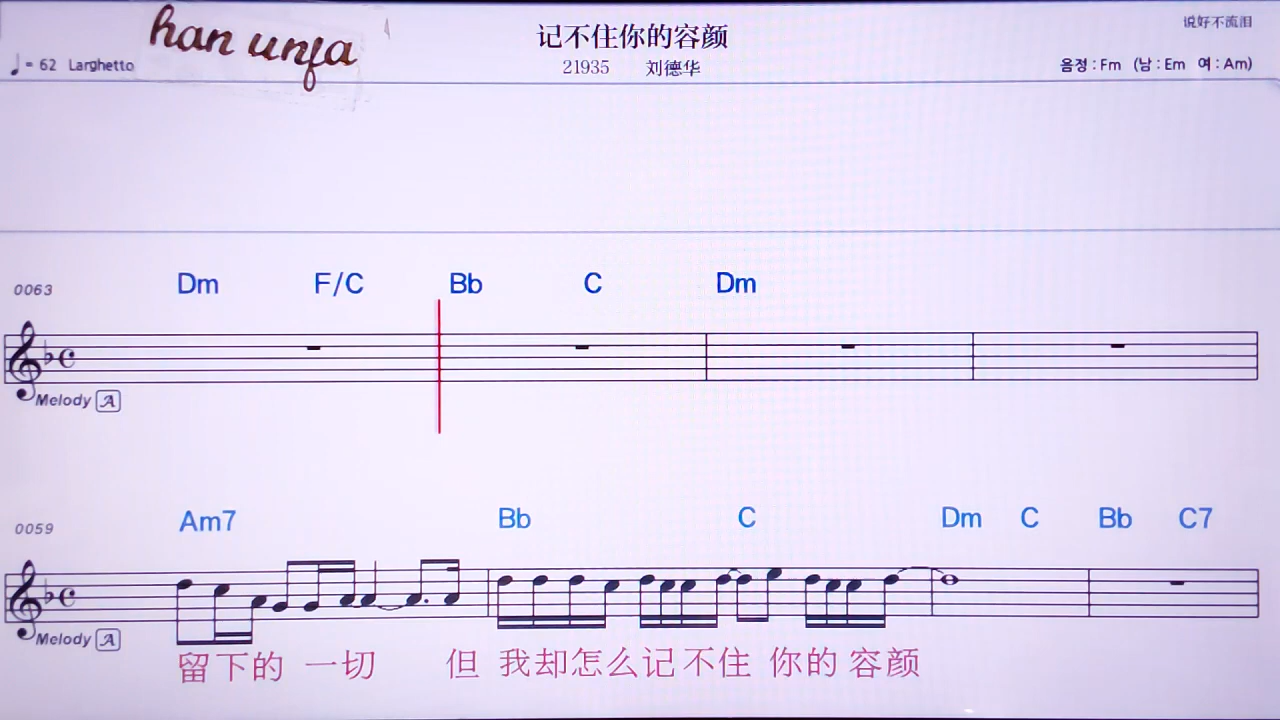 han unfa
记不住你的容颜
说好不流泪
♩= 62 Larghetto
21935 刘德华
음정 : Fm (남 : Em 여 : Am)
0063 Dm F/C Bb C Dm
Melody A
0059 Am7 Bb C Dm C Bb C7
Melody A
留下的 一切 但 我却怎么记不住 你的容颜